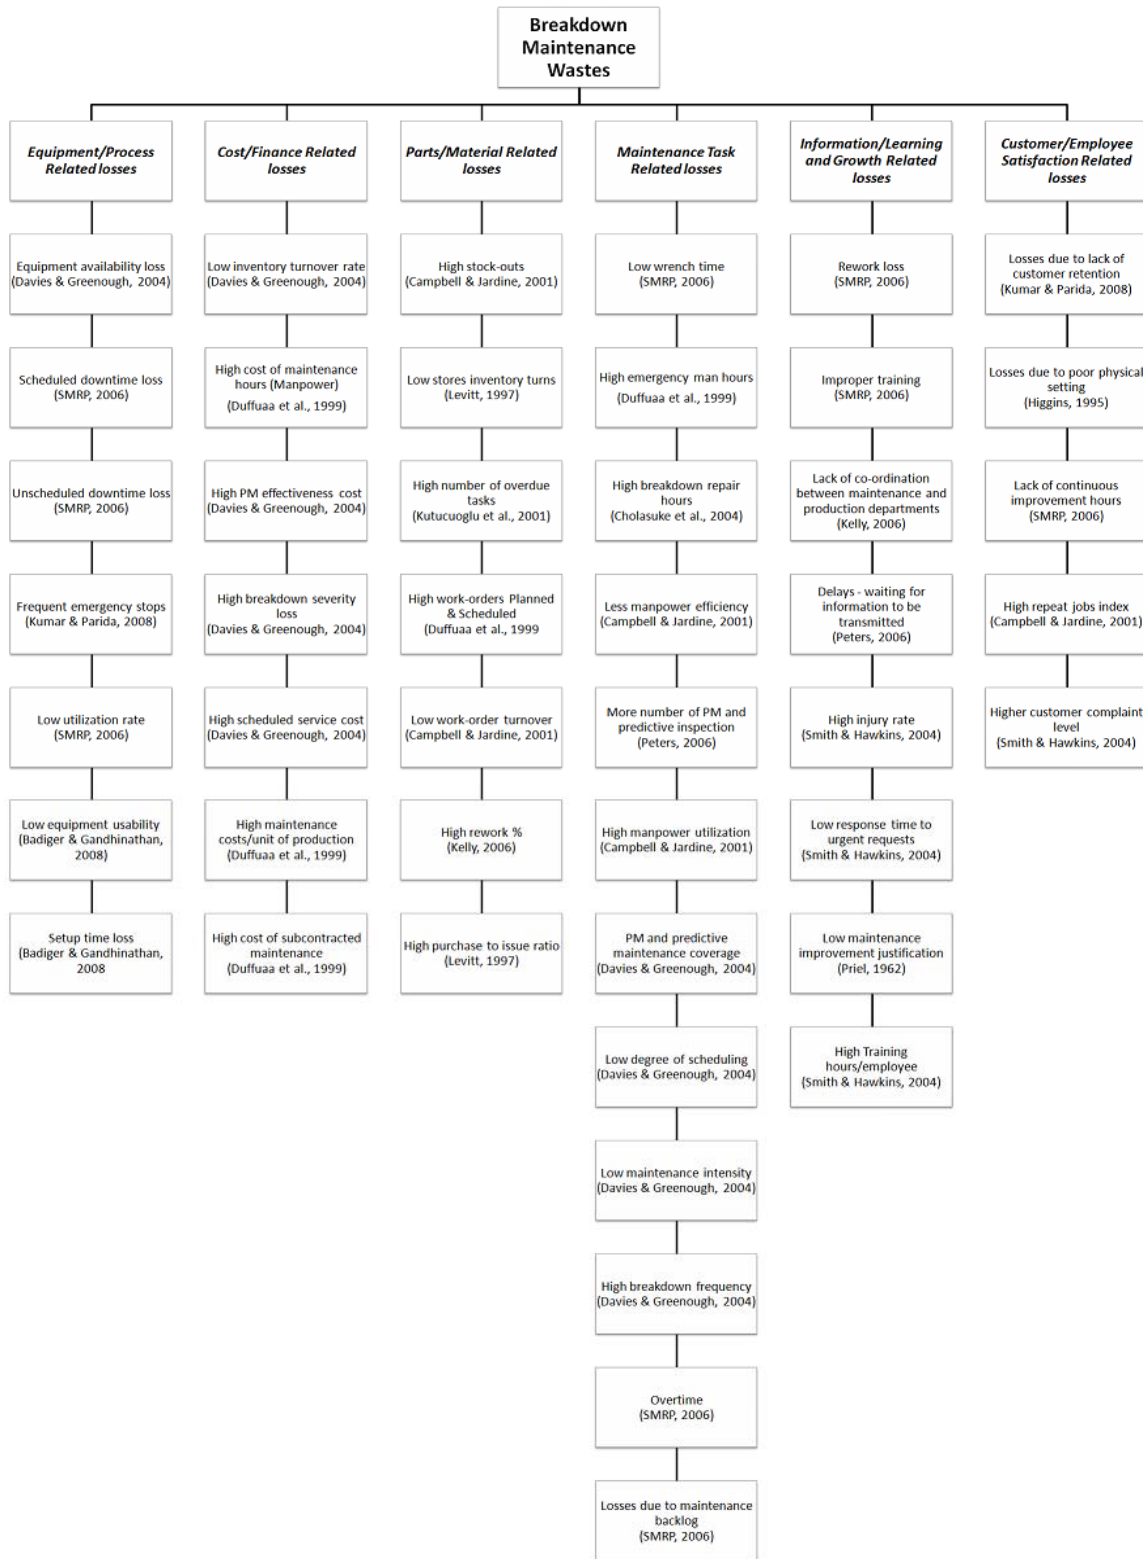 Breakdown
Maintenance
Wastes
Equipment/Process
Related losses
Equipment availability loss
(Davies & Greenough, 2004)
Scheduled downtime loss
(SMRP, 2006)
Unscheduled downtime loss
(SMRP, 2006)
Frequent emergency stops
(Kumar & Parida, 2008)
Low utilization rate
(SMRP, 2006)
Low equipment usability
(Badiger & Gandhinathan,
2008)
Setup time loss
(Badiger & Gandhinathan,
2008
Cost/Finance Related
losses
Low inventory turnover rate
(Davies & Greenough, 2004)
High cost of maintenance
hours (Manpower)
(Duffuaa et al., 1999)
High PM effectiveness cost
(Davies & Greenough, 2004)
High breakdown severity
loss
(Davies & Greenough, 2004)
High scheduled service cost
(Davies & Greenough, 2004)
High maintenance
costs/unit of production
(Duffuaa et al., 1999)
High cost of subcontracted
maintenance
(Duffuaa et al., 1999)
Parts/Material Related
losses
High stock-outs
(Campbell & Jardine, 2001)
Low stores inventory turns
(Levitt, 1997)
High number of overdue
tasks
(Kutucuoglu et al., 2001)
High work-orders Planned
& Scheduled
Duffuaa et al., 1999
Low work-order turnover
(Campbell & Jardine, 2001)
High rework %
(Kelly, 2006)
High purchase to issue ratio
(Levitt, 1997)
Maintenance Task
Related losses
Low wrench time
(SMRP, 2006)
High emergency man hours
(Duffuaa et al., 1999)
High breakdown repair
hours
(Cholasuke et al., 2004)
Less manpower efficiency
(Campbell & Jardine, 2001)
More number of PM and
predictive inspection
(Peters, 2006)
High manpower utilization
(Campbell & Jardine, 2001)
PM and predictive
maintenance coverage
(Davies & Greenough, 2004)
Low degree of scheduling
(Davies & Greenough, 2004)
Low maintenance intensity
(Davies & Greenough, 2004)
High breakdown frequency
(Davies & Greenough, 2004)
Overtime
(SMRP, 2006)
Losses due to maintenance
backlog
(SMRP, 2006)
Information/Learning
and Growth Related
losses
Rework loss
(SMRP, 2006)
Improper training
(SMRP, 2006)
Lack of co-ordination
between maintenance and
production departments
(Kelly, 2006)
Delays - waiting for
information to be
transmitted
(Peters, 2006)
High injury rate
(Smith & Hawkins, 2004)
Low response time to
urgent requests
(Smith & Hawkins, 2004)
Low maintenance
improvement justification
(Priel, 1962)
High Training
hours/employee
(Smith & Hawkins, 2004)
Customer/Employee
Satisfaction Related
losses
Losses due to lack of
customer retention
(Kumar & Parida, 2008)
Losses due to poor physical
setting
(Higgins, 1995)
Lack of continuous
improvement hours
(SMRP, 2006)
High repeat jobs index
(Campbell & Jardine, 2001)
Higher customer complaint
level
(Smith & Hawkins, 2004)